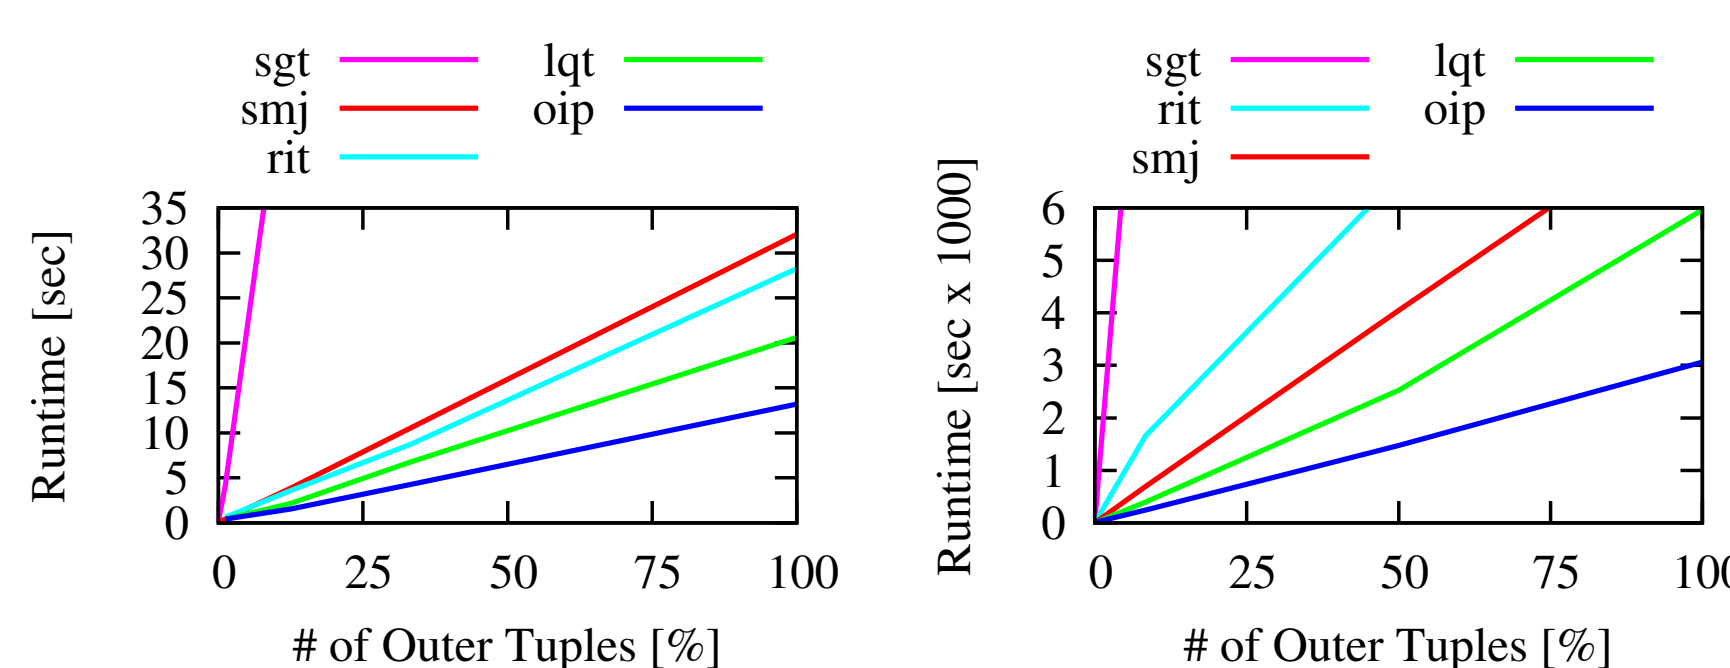 sgt lqt
smj oip
rit
Runtime [sec]
35
30
25
20
15
10
5
0
0 25 50 75 100
# of Outer Tuples [%]
sgt lqt
rit oip
smj
Runtime [sec x 1000]
6
5
4
3
2
1
0
0 25 50 75 100
# of Outer Tuples [%]